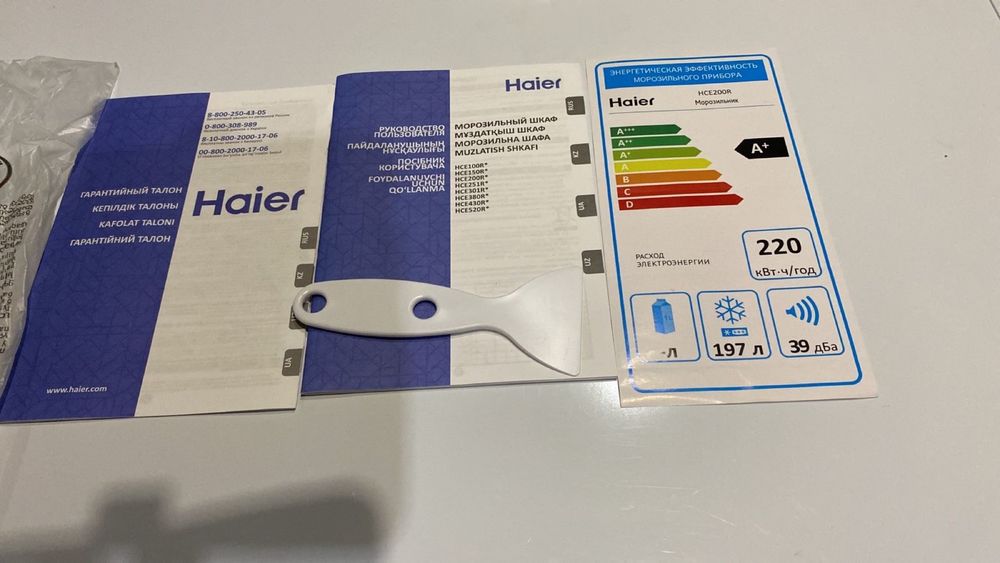 8-800-250-43-05
0-800-308-989
8-10-800-2000-17-06
00-800-2000-17-06
ГАРАНТИЙНЫЙ ТАЛОН
КЕПІЛДІК ТАЛОНЫ
KAFOLAT TALONI
ГАРАНТІЙНИЙ ТАЛОН
Haier
RUS
KZ
UA
www.haier.com
Haier
РУКОВОДСТВО
ПОЛЬЗОВАТЕЛЯ
ПАЙДАЛАНУШЫНЫҢ
НҰСҚАУЛЫҒЫ
ПОСІБНИК
КОРИСТУВАЧА
FOYDALANUVCHI
UCHUN
QO'LLANMA
МОРОЗИЛЬНЫЙ ШКАФ
МҰЗДАТҚЫШ ШКАФ
МОРОЗИЛЬНА ШАФА
MUZLATISH SHKAFI
HCE100R*
HCE150R*
HCE200R*
HCE251R*
HCE301R*
HCE380R*
HCE430R*
HCE520R*
RUS
KZ
UA
UZ
ЭНЕРГЕТИЧЕСКАЯ ЭФФЕКТИВНОСТЬ
МОРОЗИЛЬНОГО ПРИБОРА
Haier
HCE200R
Морозильник
A+++
A++
A+
A
B
C
D
A+
РАСХОД
ЭЛЕКТРОЭНЕРГИИ
220
кВт·ч/год
-л
197 л
39 дБа